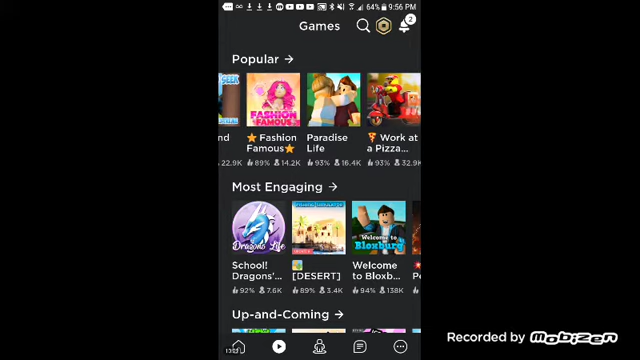 64% 9:56 PM
Games
2
Popular →
FASHION FAMOUS
nd
⭐ Fashion Famous⭐
Paradise Life
🍕 Work at a Pizza...
22.9K
89% 14.2K
93% 16.4K
93% 32.9K
Most Engaging →
Dragons Life
Welcome to Bloxburg
School! Dragons'...
[DESERT]
Welcome to Bloxb...
92% 7.6K
89% 3.4K
94% 138K
Up-and-Coming →
Recorded by Mobizen